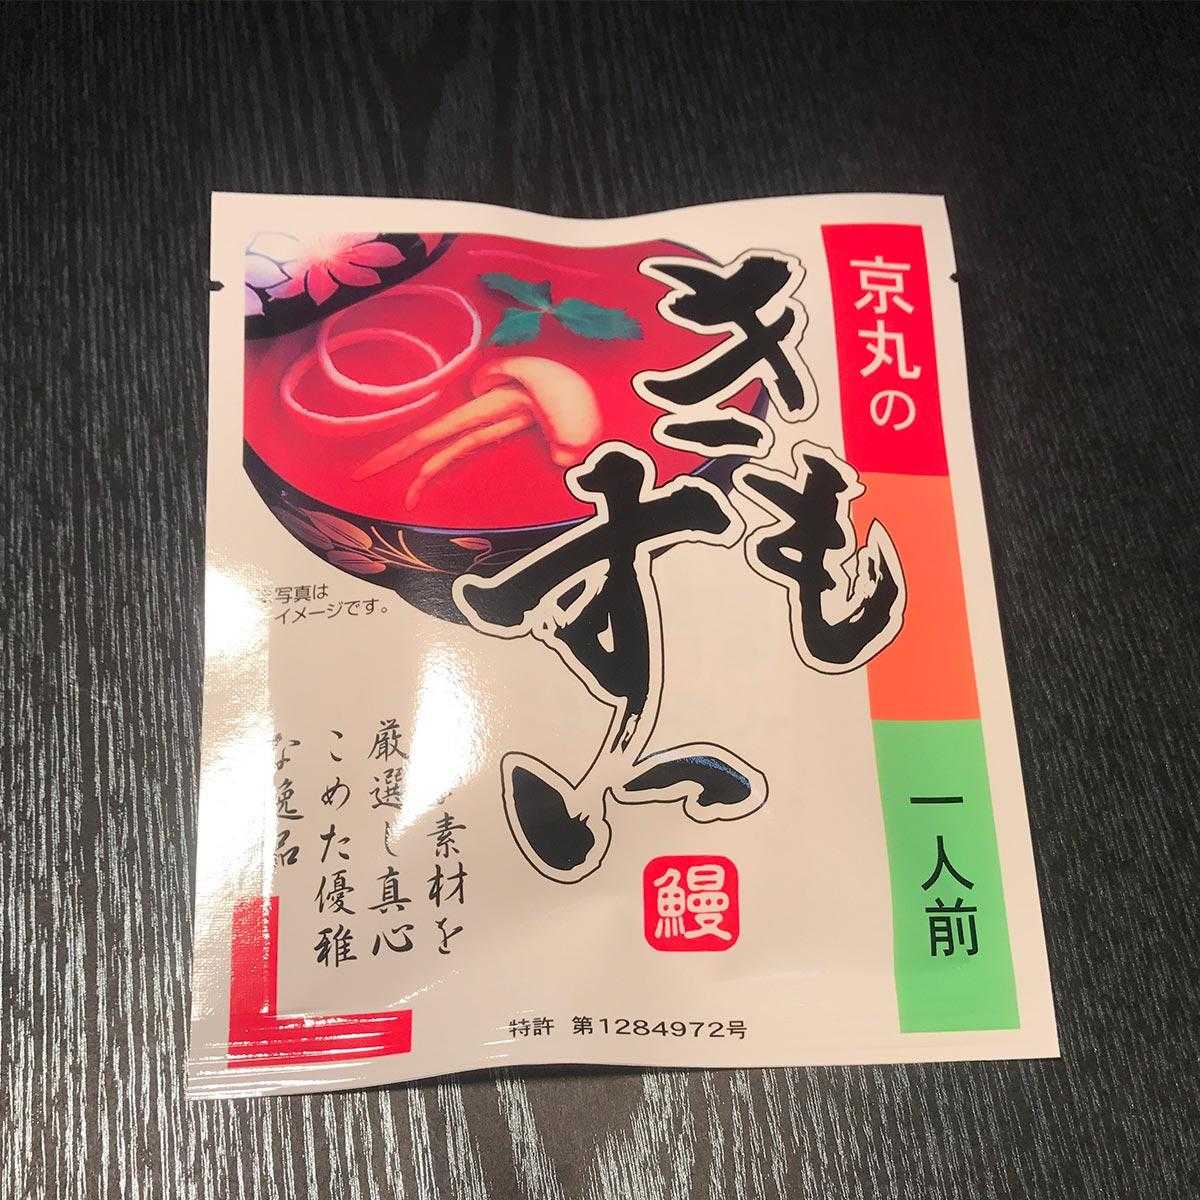 京丸の
一人前
きも
すい
写真は
イメージです。
素材を
厳選し真心
こめた優雅
な逸品
鰻
特許 第1284972号